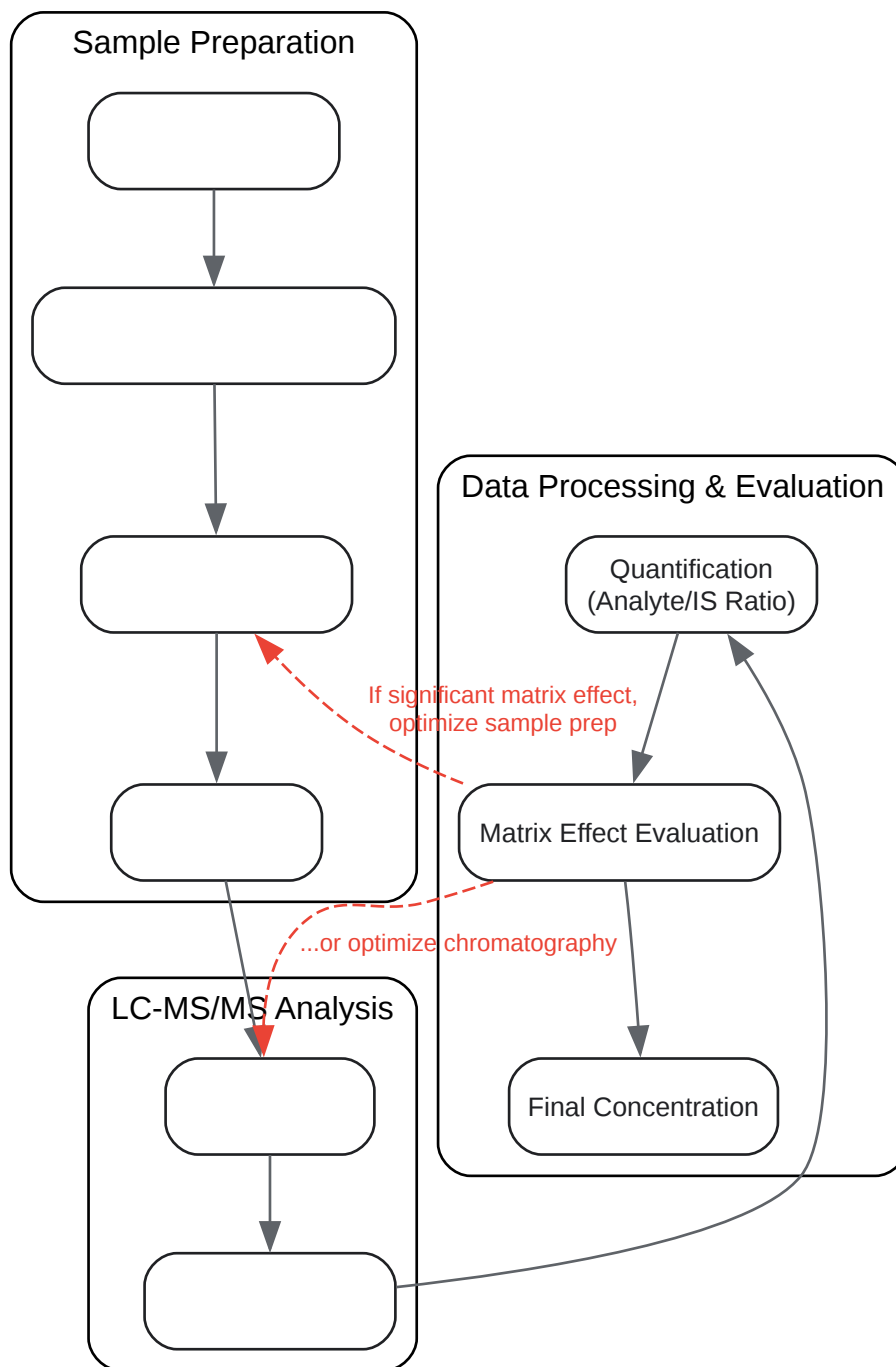 Sample Preparation
Data Processing & Evaluation
Quantification
(Analyte/IS Ratio)
If significant matrix effect,
optimize sample prep
Matrix Effect Evaluation
...or optimize chromatography
LC-MS/MS Analysis
Final Concentration